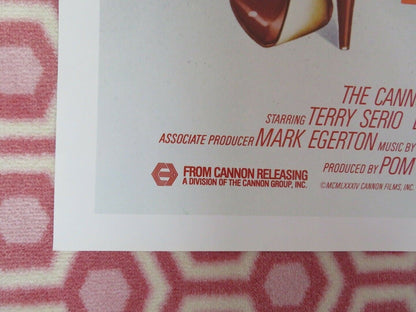 THE CANN
STARRING TERRY SERIO
ASSOCIATE PRODUCER MARK EGERTON MUSIC BY
PRODUCED BY POM
FROM CANNON RELEASING
A DIVISION OF THE CANNON GROUP, INC.
©MCMLXXXIV CANNON FILMS, INC